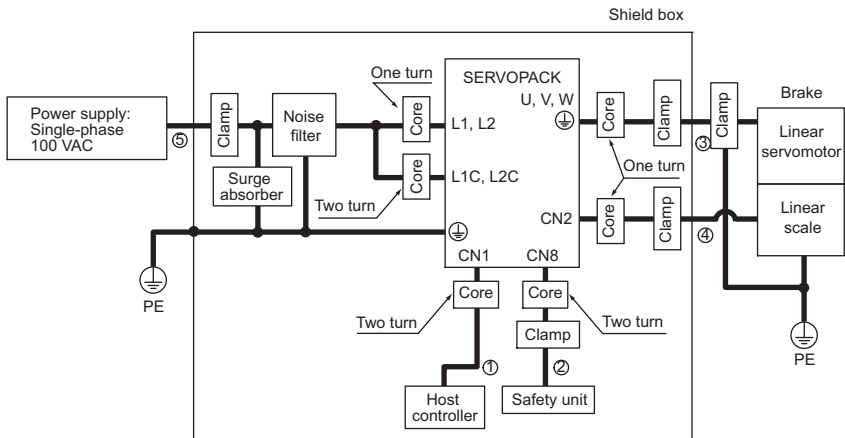 Shield box
Power supply:
Single-phase
100 VAC
⑤
Clamp
Noise
filter
Surge
absorber
One turn
Core
Two turn
Core
SERVOPACK
U, V, W
L1, L2
L1C, L2C
CN2
CN1
CN8
Core
Clamp
Clamp
③
One turn
Core
Clamp
④
Brake
Linear
servomotor
Linear
scale
PE
PE
Two turn
Core
①
Host
controller
Core
Two turn
Clamp
②
Safety unit